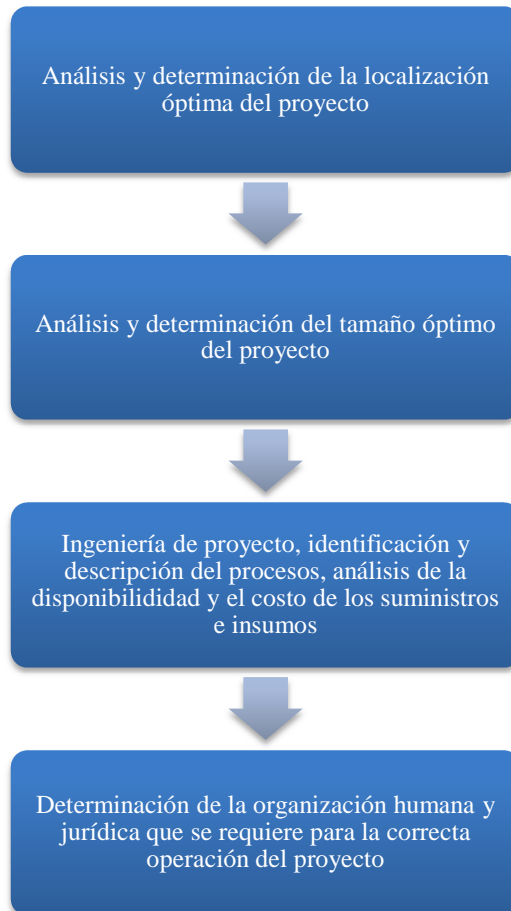 Análisis y determinación de la localización
óptima del proyecto
Análisis y determinación del tamaño óptimo
del proyecto
Ingeniería de proyecto, identificación y
descripción del procesos, análisis de la
disponibilididad y el costo de los suministros
e insumos
Determinación de la organización humana y
jurídica que se requiere para la correcta
operación del proyecto